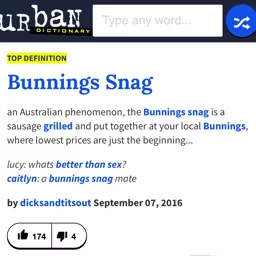 urban
DICTIONARY
Type any word...
TOP DEFINITION
Bunnings Snag
an Australian phenomenon, the Bunnings snag is a
sausage grilled and put together at your local Bunnings,
where lowest prices are just the beginning...
lucy: whats better than sex?
caitlyn: a bunnings snag mate
by dicksandtitsout September 07, 2016
174 4